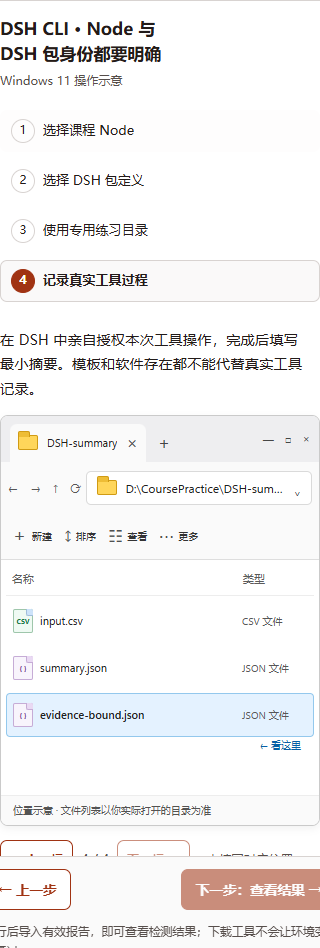 DSH CLI · Node 与
DSH 包身份都要明确
Windows 11 操作示意
1 选择课程 Node
2 选择 DSH 包定义
3 使用专用练习目录
4 记录真实工具过程
在 DSH 中亲自授权本次工具操作，完成后填写
最小摘要。模板和软件存在都不能代替真实工具
记录。
DSH-summary
D:\CoursePractice\DSH-sum...
新建 排序 查看 更多
名称 类型
CSV input.csv CSV 文件
summary.json JSON 文件
evidence-bound.json JSON 文件
← 看这里
位置示意 · 文件列表以你实际打开的目录为准
← 上一步 下一步：查看结果 →
行后导入有效报告，即可查看检测结果；下载工具不会让环境